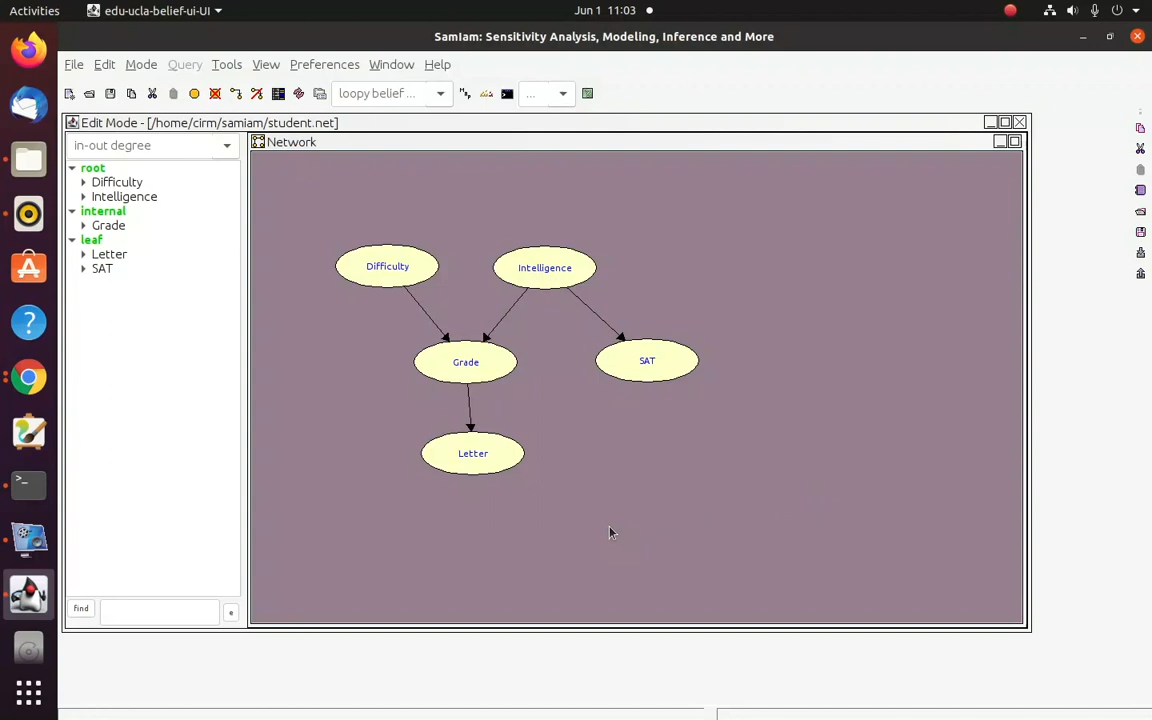 Activities
edu-ucla-belief-ui-UI
Jun 1 11:03
SamIam: Sensitivity Analysis, Modeling, Inference and More
File Edit Mode Query Tools View Preferences Window Help
loopy belief ...
...
Edit Mode - [/home/cirm/samiam/student.net]
in-out degree
Network
root
Difficulty
Intelligence
internal
Grade
leaf
Letter
SAT
Difficulty
Intelligence
Grade
SAT
Letter
find
e